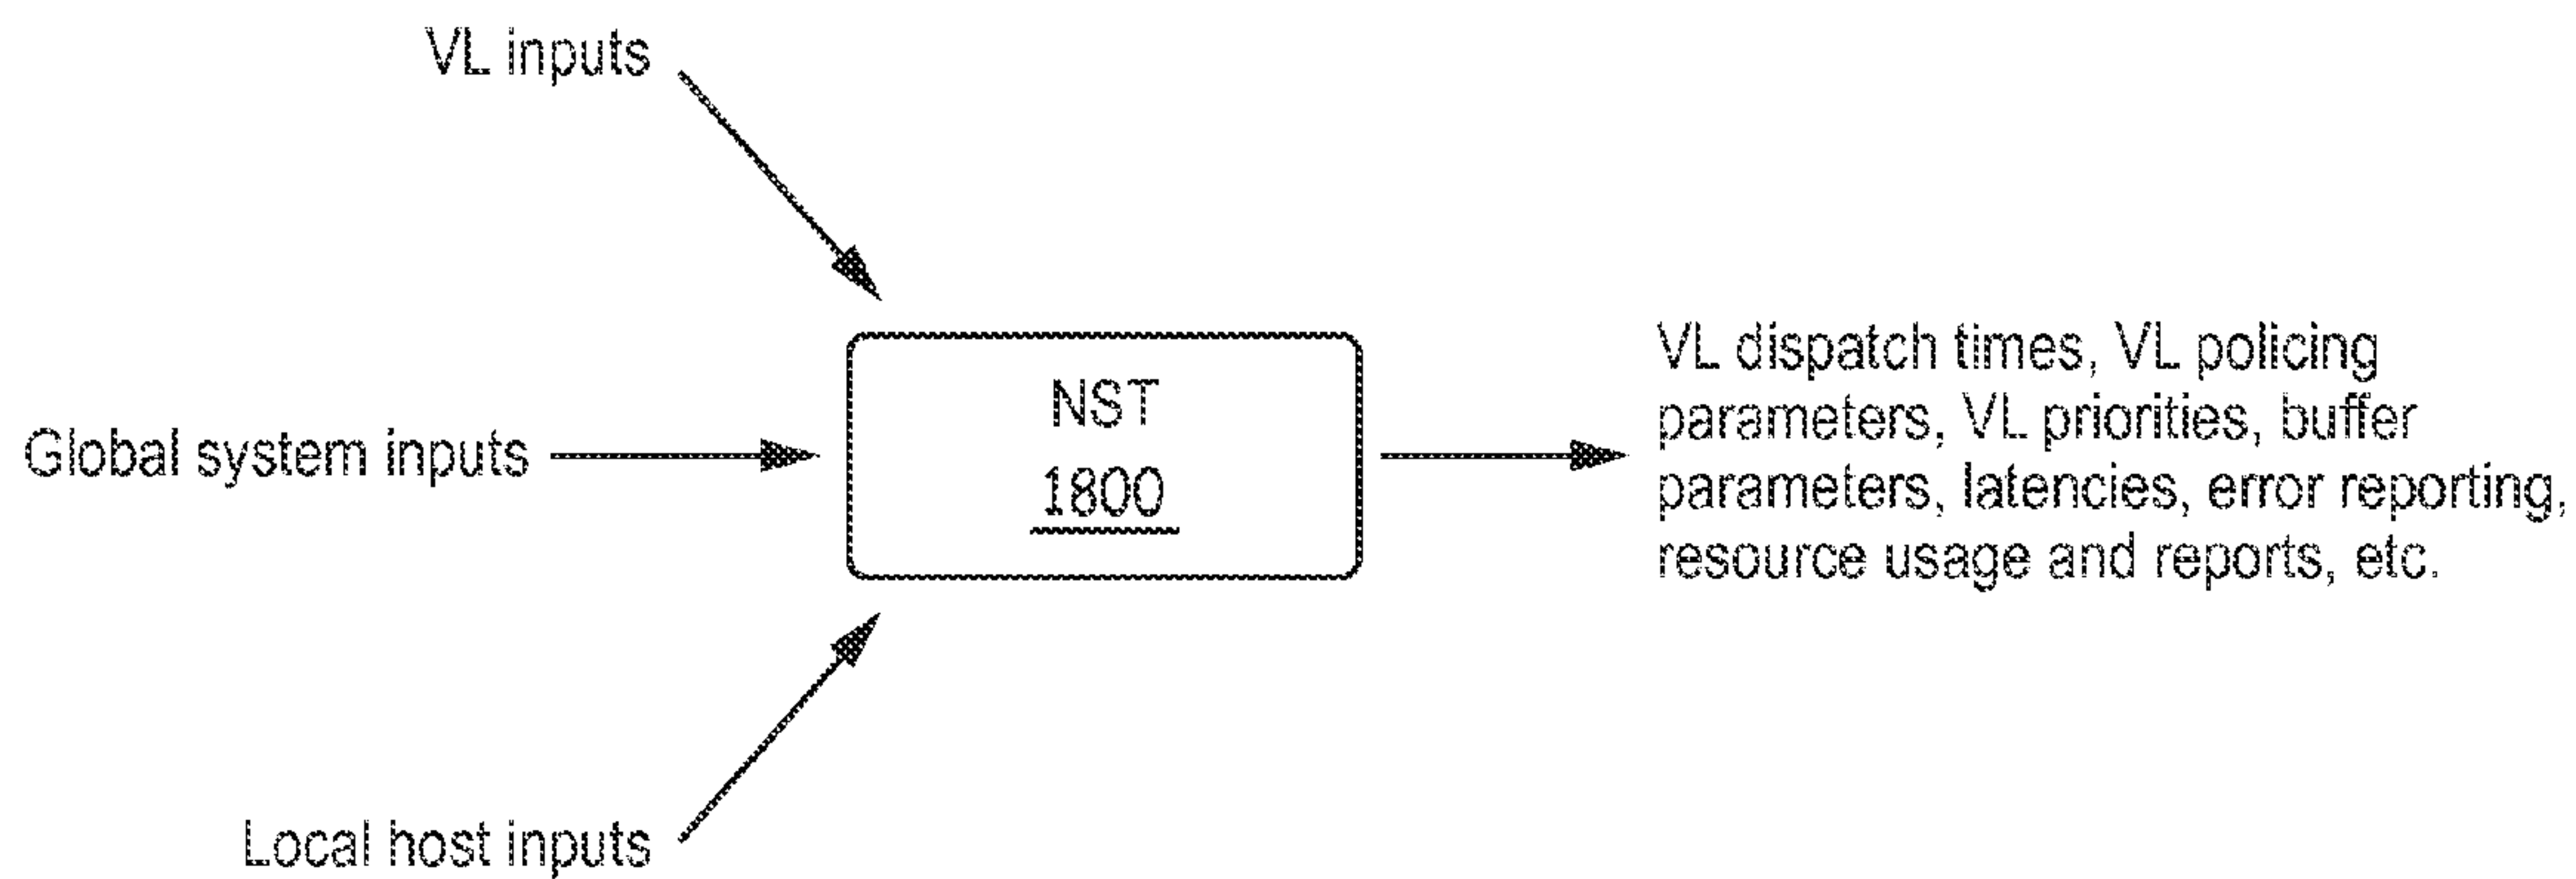 VL inputs
Global system inputs
Local host inputs
NST
1800
VL dispatch times, VL policing
parameters, VL priorities, buffer
parameters, latencies, error reporting,
resource usage and reports, etc.